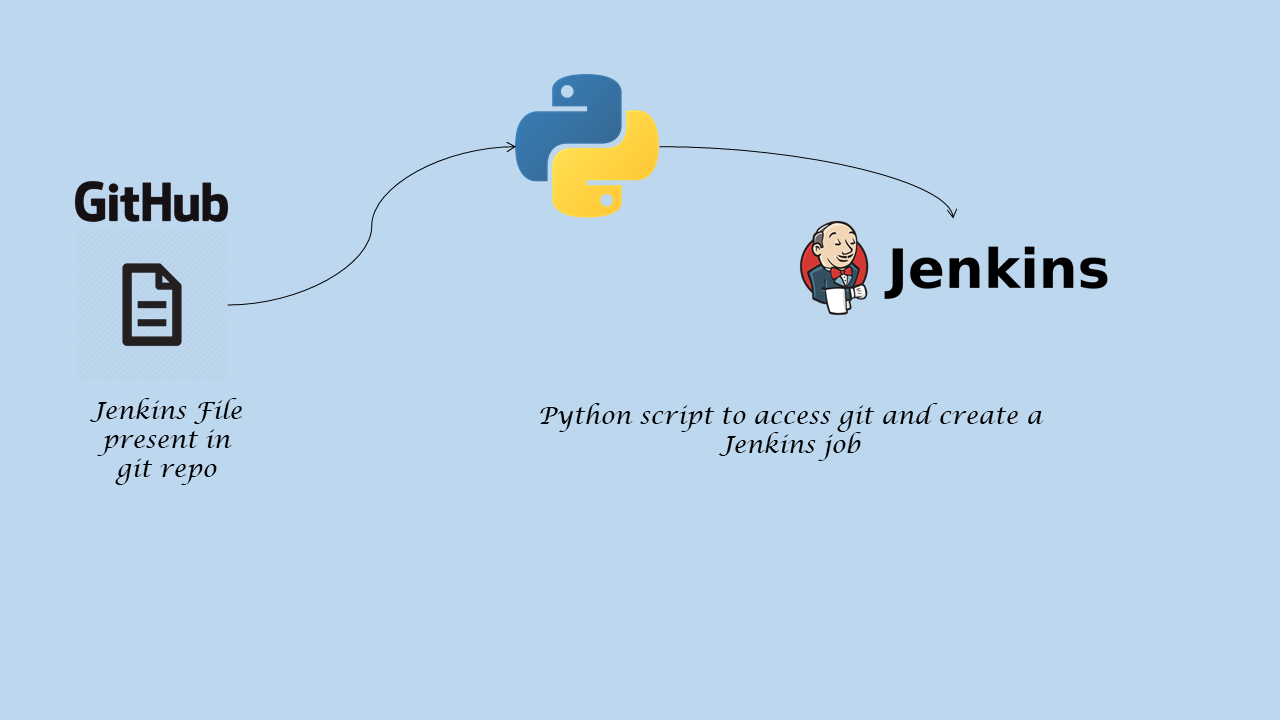 GitHub
Jenkins
Jenkins File
present in
git repo
Python script to access git and create a
Jenkins job